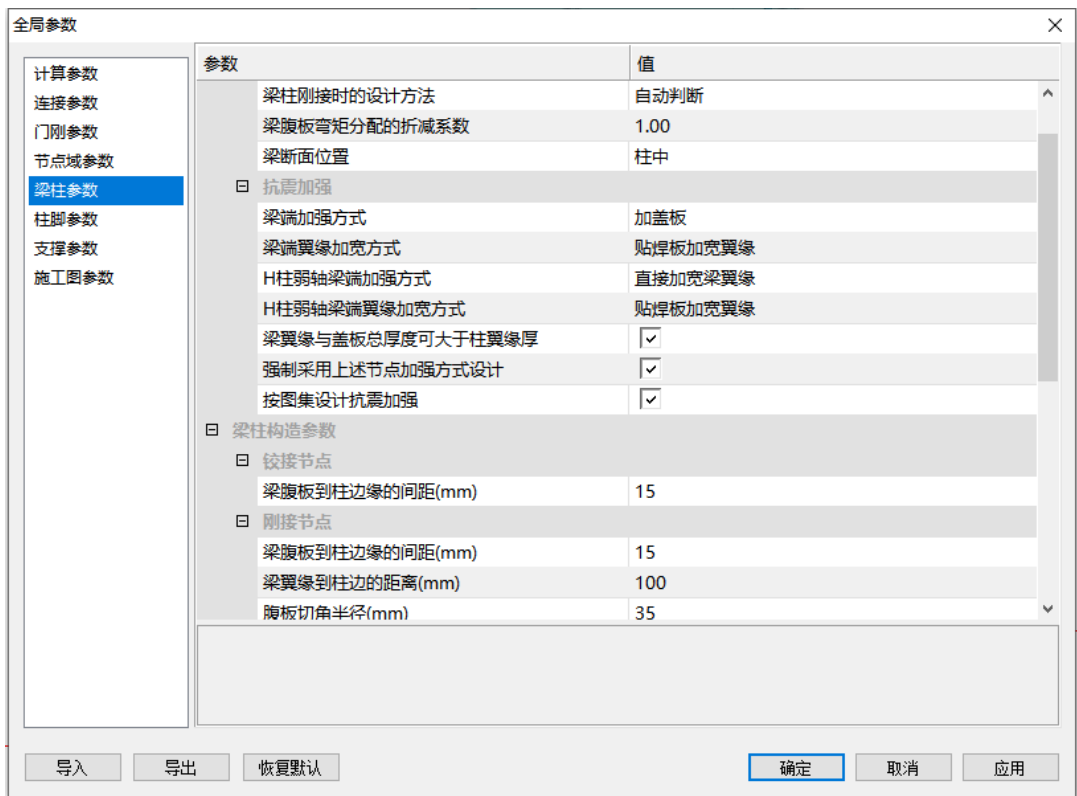 全局参数
计算参数
连接参数
门刚参数
节点域参数
梁柱参数
柱脚参数
支撑参数
施工图参数
参数 值
梁柱刚接时的设计方法 自动判断
梁腹板弯矩分配的折减系数 1.00
梁断面位置 柱中
抗震加强
梁端加强方式 加盖板
梁端翼缘加宽方式 贴焊板加宽翼缘
H柱弱轴梁端加强方式 直接加宽梁翼缘
H柱弱轴梁端翼缘加宽方式 贴焊板加宽翼缘
梁翼缘与盖板总厚度可大于柱翼缘厚
强制采用上述节点加强方式设计
按图集设计抗震加强
梁柱构造参数
铰接节点
梁腹板到柱边缘的间距(mm) 15
刚接节点
梁腹板到柱边缘的间距(mm) 15
梁翼缘到柱边的距离(mm) 100
腹板切角半径(mm) 35
导入 导出 恢复默认 确定 取消 应用